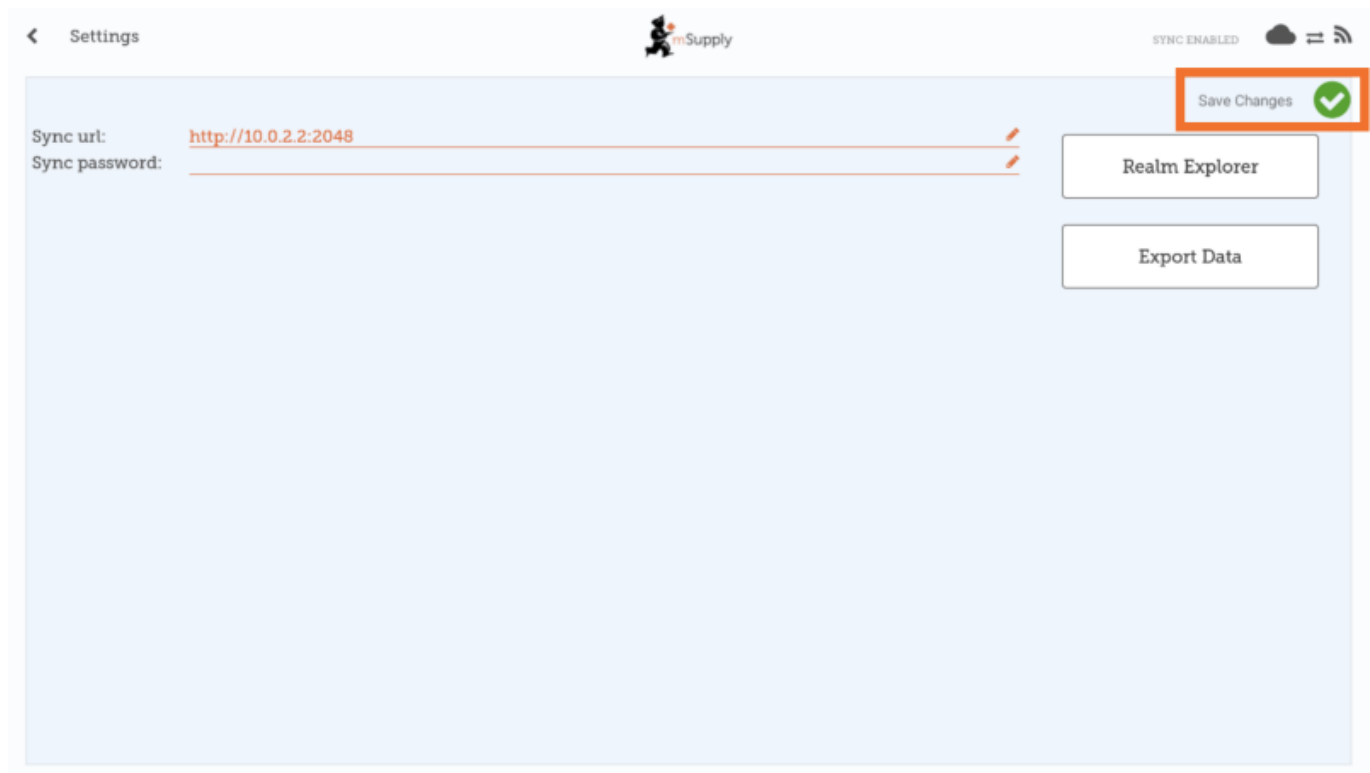 Settings
mSupply
SYNC ENABLED
Save Changes
Sync url: http://10.0.2.2:2048
Sync password:
Realm Explorer
Export Data